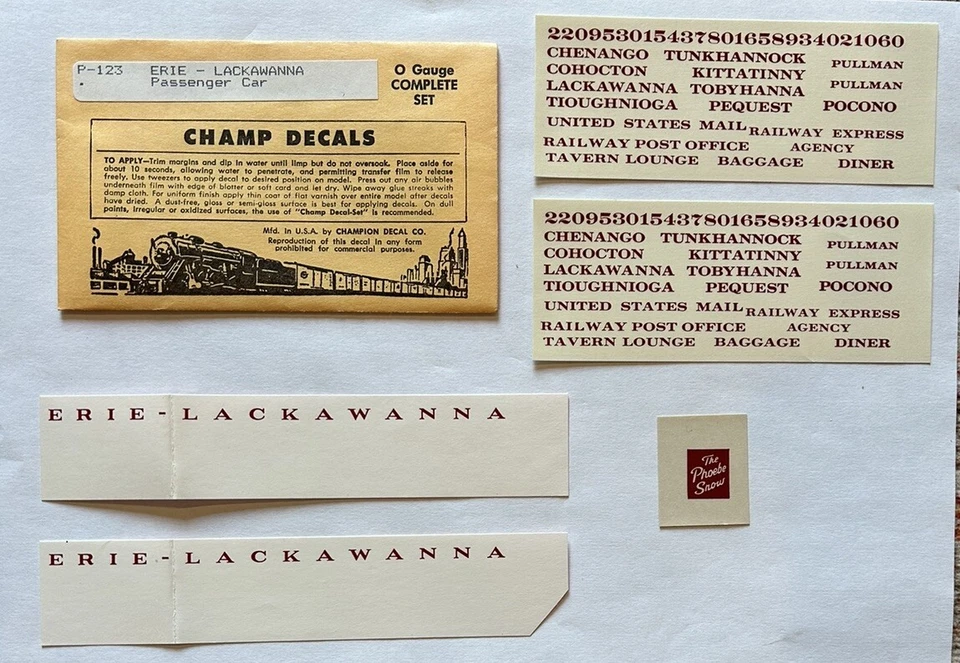 P-123 ERIE - LACKAWANNA
Passenger Car
O Gauge
COMPLETE
SET
CHAMP DECALS
TO APPLY—Trim margins and dip in water until limp but do not oversoak. Place aside for
about 10 seconds, allowing water to penetrate, and permitting transfer film to release
freely. Use tweezers to apply decal to desired position on model. Press out any air bubbles
underneath film with edge of blotter or soft card and let dry. Wipe away glue streaks with
damp cloth. For uniform finish apply thin coat of flat varnish over entire model after decals
have dried. A dust-free, gloss or semi-gloss surface is best for applying decals. On dull
paints, irregular or oxidized surfaces, the use of "Champ Decal-Set" is recommended.
Mfd. in U.S.A. by CHAMPION DECAL CO.
Reproduction of this decal in any form
prohibited for commercial purposes.
220953015437801658934021060
CHENANGO TUNKHANNOCK PULLMAN
COHOCTON KITTATINNY
LACKAWANNA TOBYHANNA PULLMAN
TIOUGHNIOGA PEQUEST POCONO
UNITED STATES MAIL RAILWAY EXPRESS
RAILWAY POST OFFICE AGENCY
TAVERN LOUNGE BAGGAGE DINER
220953015437801658934021060
CHENANGO TUNKHANNOCK PULLMAN
COHOCTON KITTATINNY
LACKAWANNA TOBYHANNA PULLMAN
TIOUGHNIOGA PEQUEST POCONO
UNITED STATES MAIL RAILWAY EXPRESS
RAILWAY POST OFFICE AGENCY
TAVERN LOUNGE BAGGAGE DINER
ERIE-LACKAWANNA
The
Phoebe
Snow
ERIE-LACKAWANNA